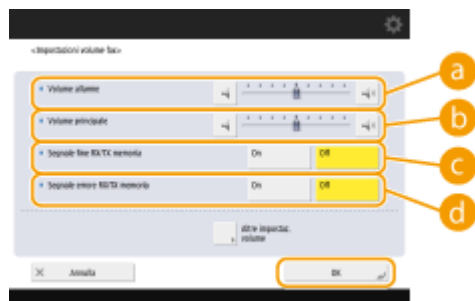 <Impostazioni volume fax>
Volume allarme
a
Volume principale
b
Segnale fine RX/TX memoria
On
Off
c
Segnale errore RX/TX memoria
On
Off
d
Altre impostaz.
volume
Annulla
OK